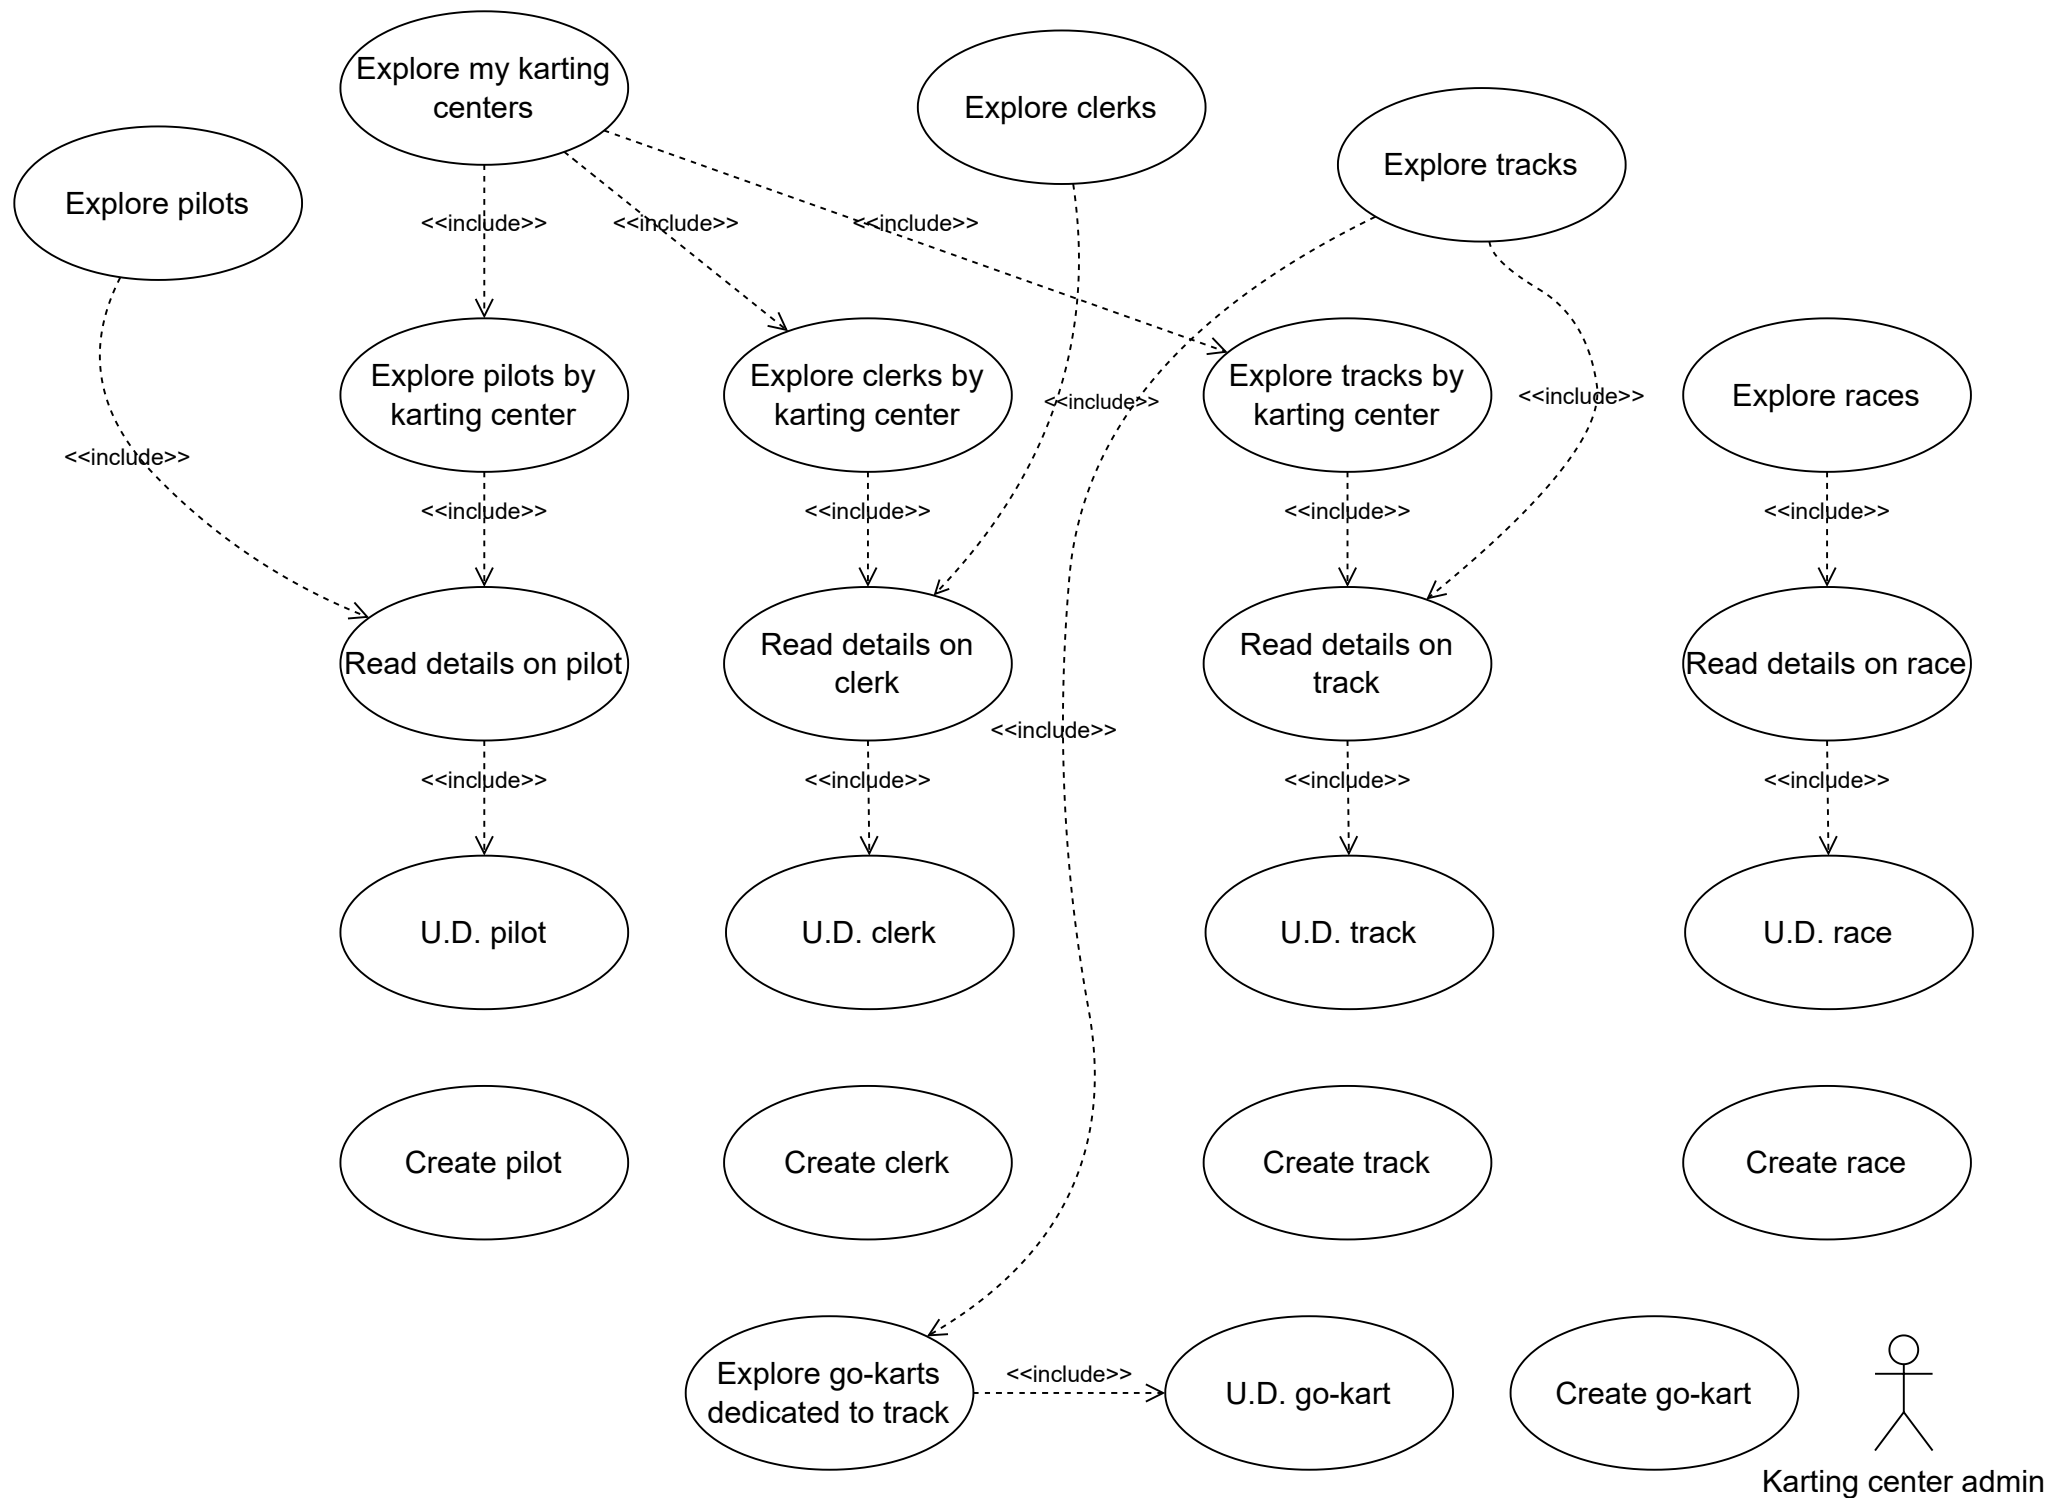 Explore my karting
centers
Explore clerks
Explore tracks
Explore pilots
<<include>>
<<include>>
<<include>>
Explore pilots by
karting center
Explore clerks by
karting center
<<include>>
Explore tracks by
karting center
<<include>>
Explore races
<<include>>
<<include>>
<<include>>
<<include>>
<<include>>
Read details on pilot
Read details on
clerk
Read details on
track
Read details on race
<<include>>
<<include>>
<<include>>
<<include>>
<<include>>
U.D. pilot
U.D. clerk
U.D. track
U.D. race
Create pilot
Create clerk
Create track
Create race
Explore go-karts
dedicated to track
<<include>>
U.D. go-kart
Create go-kart
Karting center admin